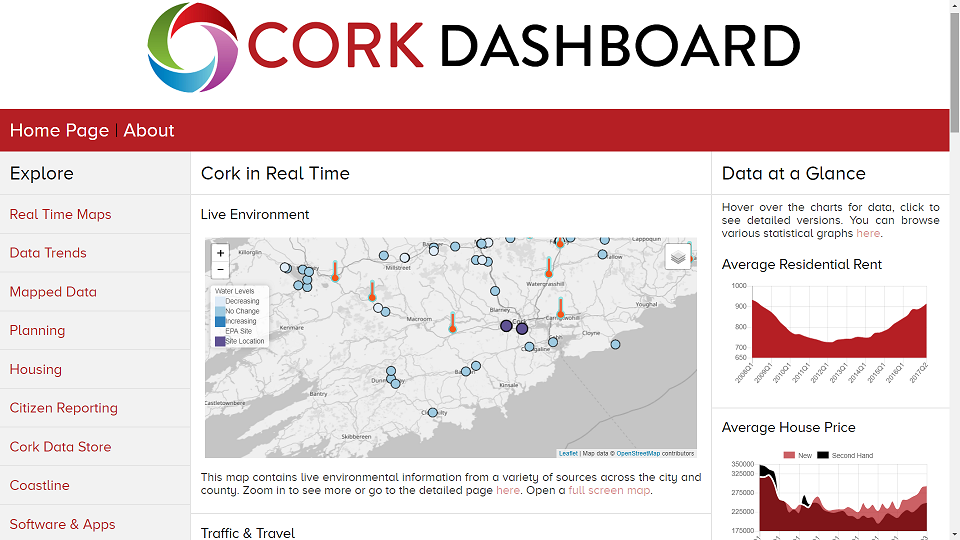 CORK DASHBOARD
Home Page | About
Explore
Real Time Maps
Data Trends
Mapped Data
Planning
Housing
Citizen Reporting
Cork Data Store
Coastline
Software & Apps
Cork in Real Time
Live Environment
+
−
Killorglin
Millstreet
Cappoquin
Watergrasshill
Youghal
Blarney
Macroom
Kenmare
Cork
Cloyne
Bantry
Kinsale
Castletownbere
Skibbereen
Water Levels
Decreasing
No Change
Increasing
EPA Site
Site Location
Leaflet | Map data © OpenStreetMap contributors
This map contains live environmental information from a variety of sources across the city and
county. Zoom in to see more or go to the detailed page here. Open a full screen map.
Traffic & Travel
Data at a Glance
Hover over the charts for data, click to
see detailed versions. You can browse
various statistical graphs here.
Average Residential Rent
1000
900
800
700
650
2008Q1
2009Q1
2010Q1
2011Q1
2012Q1
2013Q1
2014Q1
2015Q1
2016Q1
2017Q2
Average House Price
New
Second Hand
350000
325000
275000
225000
175000